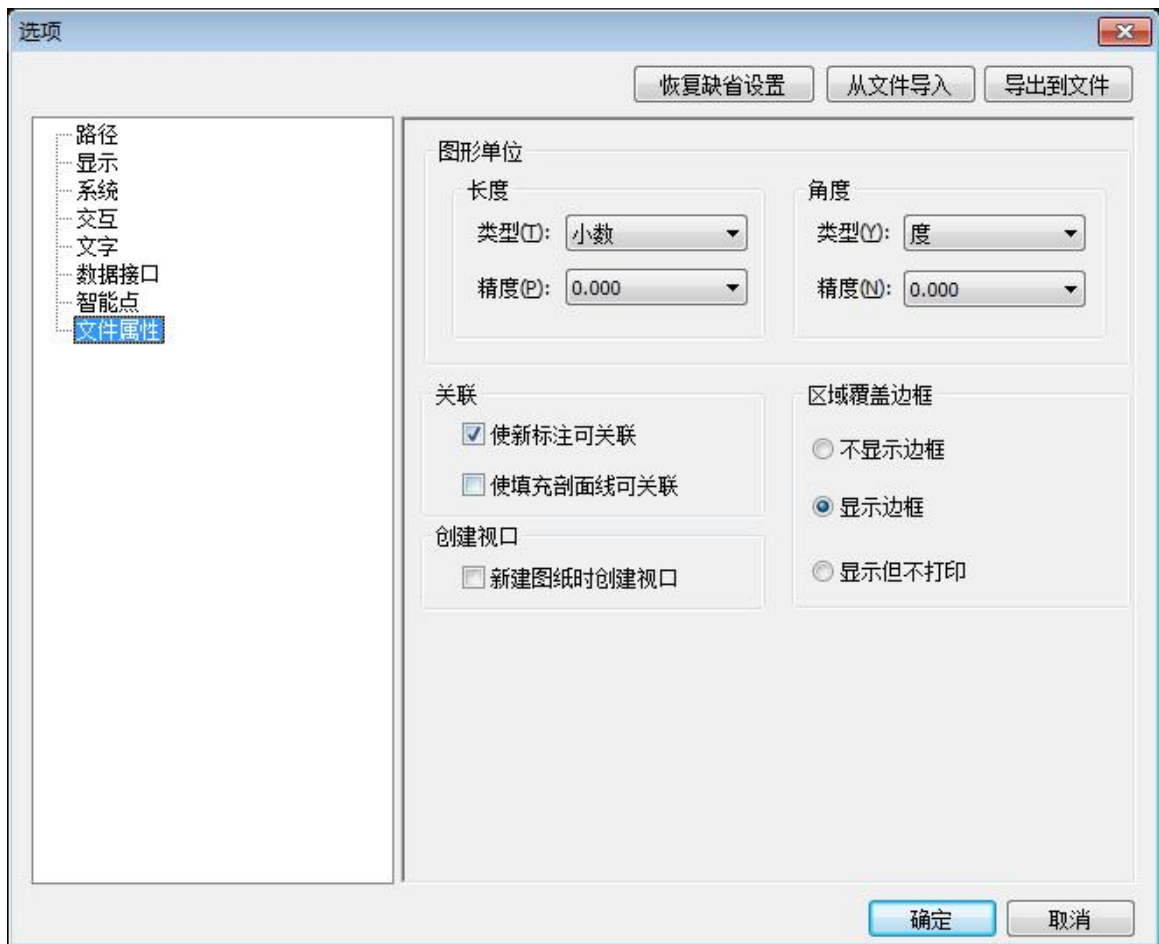 选项
恢复缺省设置 从文件导入 导出到文件
路径
显示
系统
交互
文字
数据接口
智能点
文件属性
图形单位
长度
类型(T): 小数
精度(P): 0.000
角度
类型(Y): 度
精度(N): 0.000
关联
使新标注可关联
使填充剖面线可关联
创建视口
新建图纸时创建视口
区域覆盖边框
不显示边框
显示边框
显示但不打印
确定 取消